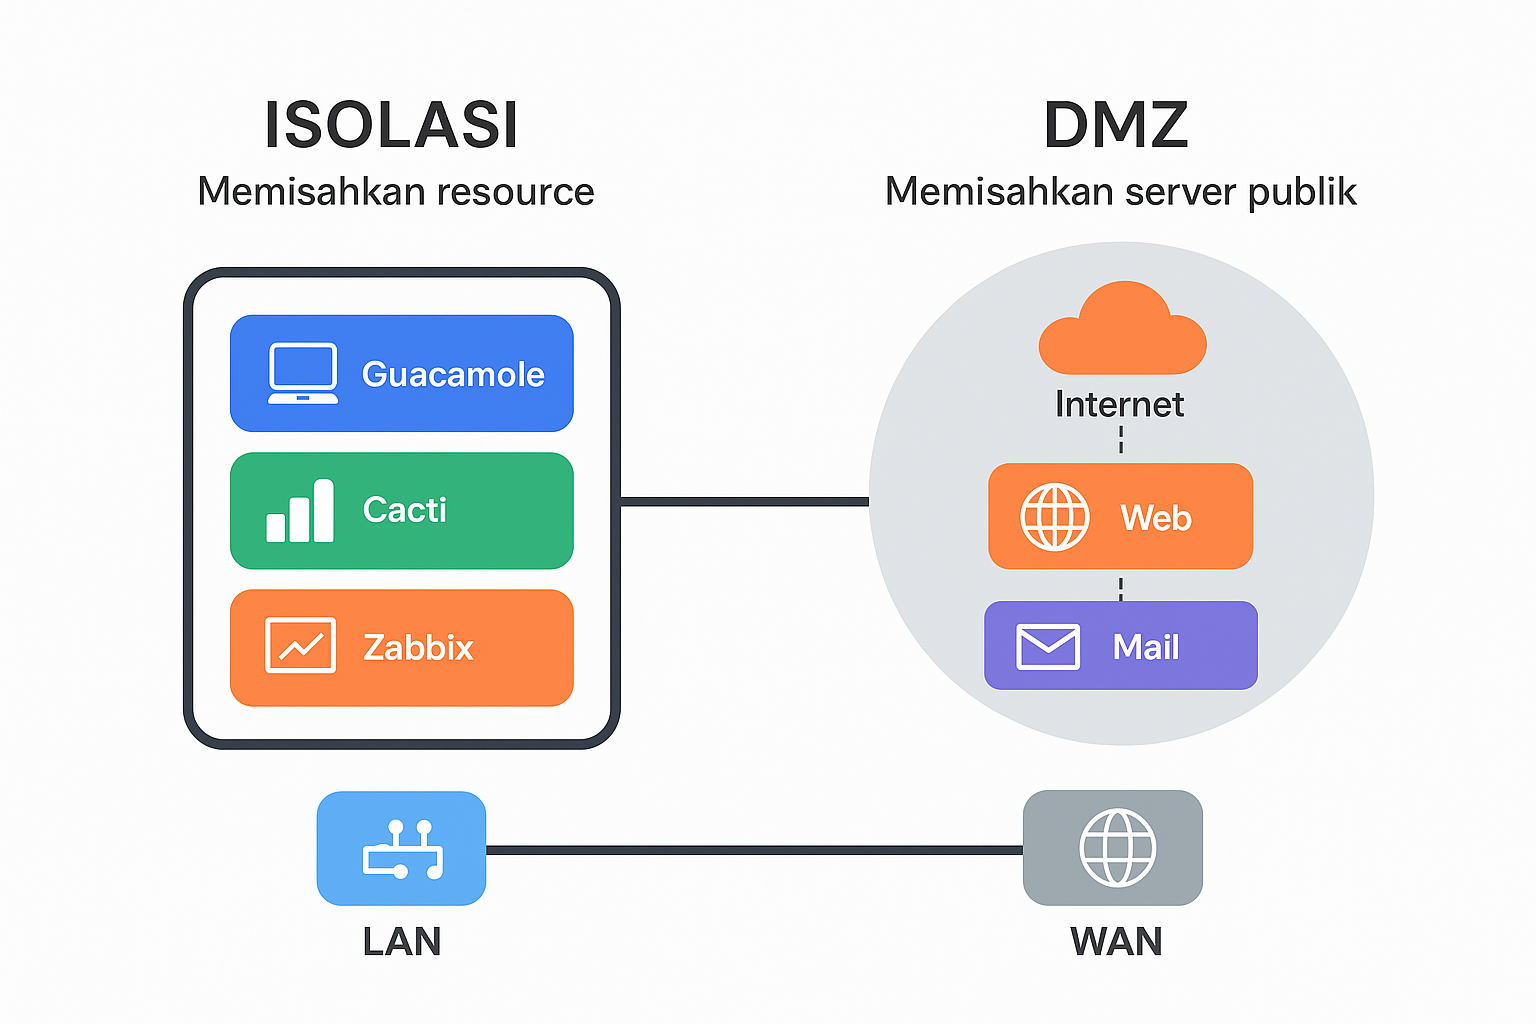 ISOLASI
Memisahkan resource
Guacamole
Cacti
Zabbix
LAN
DMZ
Memisahkan server publik
Internet
Web
Mail
WAN